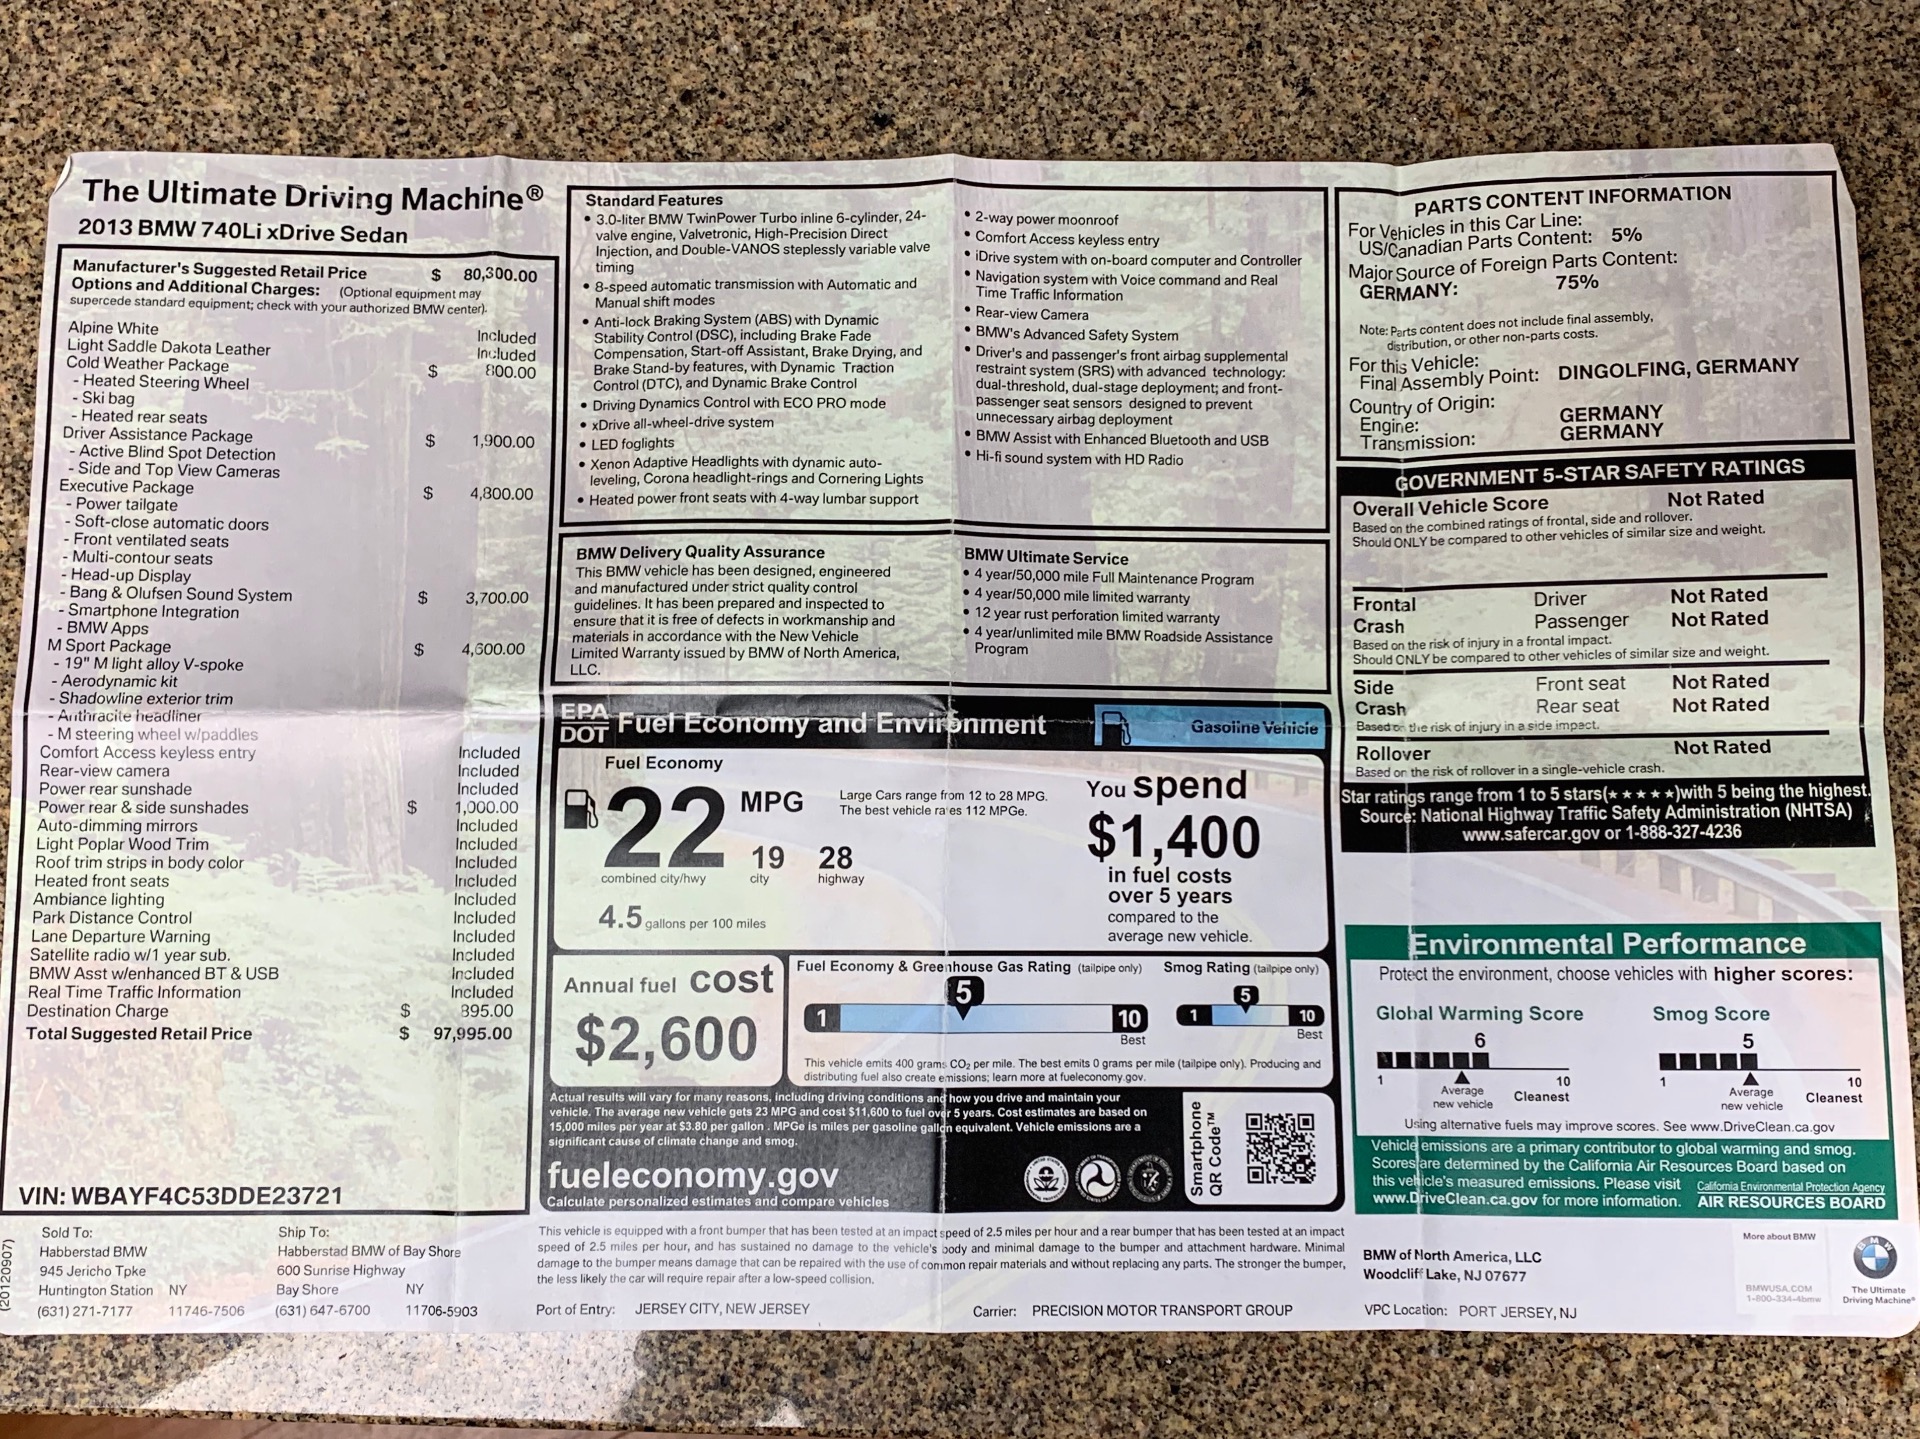 The Ultimate Driving Machine®
2013 BMW 740Li xDrive Sedan
Manufacturer's Suggested Retail Price $ 80,300.00
Options and Additional Charges: (Optional equipment may
supercede standard equipment; check with your authorized BMW center).
Alpine White Included
Light Saddle Dakota Leather Included
Cold Weather Package $ 800.00
- Heated Steering Wheel
- Ski bag
- Heated rear seats
Driver Assistance Package $ 1,900.00
- Active Blind Spot Detection
- Side and Top View Cameras
Executive Package $ 4,800.00
- Power tailgate
- Soft-close automatic doors
- Front ventilated seats
- Multi-contour seats
- Head-up Display
- Bang & Olufsen Sound System $ 3,700.00
- Smartphone Integration
- BMW Apps
M Sport Package $ 4,600.00
- 19" M light alloy V-spoke
- Aerodynamic kit
- Shadowline exterior trim
- Anthracite headliner
- M steering wheel w/paddles
Comfort Access keyless entry Included
Rear-view camera Included
Power rear sunshade Included
Power rear & side sunshades $ 1,000.00
Auto-dimming mirrors Included
Light Poplar Wood Trim Included
Roof trim strips in body color Included
Heated front seats Included
Ambiance lighting Included
Park Distance Control Included
Lane Departure Warning Included
Satellite radio w/1 year sub. Included
BMW Asst w/enhanced BT & USB Included
Real Time Traffic Information Included
Destination Charge $ 895.00
Total Suggested Retail Price $ 97,995.00
VIN: WBAYF4C53DDE23721
Standard Features
• 3.0-liter BMW TwinPower Turbo inline 6-cylinder, 24-
valve engine, Valvetronic, High-Precision Direct
Injection, and Double-VANOS steplessly variable valve
timing
• 8-speed automatic transmission with Automatic and
Manual shift modes
• Anti-lock Braking System (ABS) with Dynamic
Stability Control (DSC), including Brake Fade
Compensation, Start-off Assistant, Brake Drying, and
Brake Stand-by features, with Dynamic Traction
Control (DTC), and Dynamic Brake Control
• Driving Dynamics Control with ECO PRO mode
• xDrive all-wheel-drive system
• LED foglights
• Xenon Adaptive Headlights with dynamic auto-
leveling, Corona headlight-rings and Cornering Lights
• Heated power front seats with 4-way lumbar support
• 2-way power moonroof
• Comfort Access keyless entry
• iDrive system with on-board computer and Controller
• Navigation system with Voice command and Real
Time Traffic Information
• Rear-view Camera
• BMW's Advanced Safety System
• Driver's and passenger's front airbag supplemental
restraint system (SRS) with advanced technology:
dual-threshold, dual-stage deployment; and front-
passenger seat sensors designed to prevent
unnecessary airbag deployment
• BMW Assist with Enhanced Bluetooth and USB
• Hi-fi sound system with HD Radio
BMW Delivery Quality Assurance
This BMW vehicle has been designed, engineered
and manufactured under strict quality control
guidelines. It has been prepared and inspected to
ensure that it is free of defects in workmanship and
materials in accordance with the New Vehicle
Limited Warranty issued by BMW of North America,
LLC.
BMW Ultimate Service
• 4 year/50,000 mile Full Maintenance Program
• 4 year/50,000 mile limited warranty
• 12 year rust perforation limited warranty
• 4 year/unlimited mile BMW Roadside Assistance
Program
EPA
DOT Fuel Economy and Environment Gasoline Vehicle
Fuel Economy
22 MPG
combined city/hwy
19 28
city highway
4.5 gallons per 100 miles
Large Cars range from 12 to 28 MPG.
The best vehicle rates 112 MPGe.
You spend
$1,400
in fuel costs
over 5 years
compared to the
average new vehicle.
Annual fuel cost
$2,600
Fuel Economy & Greenhouse Gas Rating (tailpipe only)
1 5 10
Best
Smog Rating (tailpipe only)
1 5 10
Best
This vehicle emits 400 grams CO2 per mile. The best emits 0 grams per mile (tailpipe only). Producing and
distributing fuel also create emissions; learn more at fueleconomy.gov.
Actual results will vary for many reasons, including driving conditions and how you drive and maintain your
vehicle. The average new vehicle gets 23 MPG and cost $11,600 to fuel over 5 years. Cost estimates are based on
15,000 miles per year at $3.80 per gallon . MPGe is miles per gasoline gallon equivalent. Vehicle emissions are a
significant cause of climate change and smog.
fueleconomy.gov
Calculate personalized estimates and compare vehicles
Smartphone
QR Code™
PARTS CONTENT INFORMATION
For Vehicles in this Car Line:
US/Canadian Parts Content: 5%
Major Source of Foreign Parts Content:
GERMANY: 75%
Note: Parts content does not include final assembly,
distribution, or other non-parts costs.
For this Vehicle:
Final Assembly Point: DINGOLFING, GERMANY
Country of Origin:
Engine: GERMANY
Transmission: GERMANY
GOVERNMENT 5-STAR SAFETY RATINGS
Overall Vehicle Score Not Rated
Based on the combined ratings of frontal, side and rollover.
Should ONLY be compared to other vehicles of similar size and weight.
Frontal Driver Not Rated
Crash Passenger Not Rated
Based on the risk of injury in a frontal impact.
Should ONLY be compared to other vehicles of similar size and weight.
Side Front seat Not Rated
Crash Rear seat Not Rated
Based on the risk of injury in a side impact.
Rollover Not Rated
Based on the risk of rollover in a single-vehicle crash.
Star ratings range from 1 to 5 stars(★★★★★)with 5 being the highest.
Source: National Highway Traffic Safety Administration (NHTSA)
www.safercar.gov or 1-888-327-4236
Environmental Performance
Protect the environment, choose vehicles with higher scores:
Global Warming Score
6
1 Average new vehicle 10 Cleanest
Smog Score
5
1 Average new vehicle 10 Cleanest
Using alternative fuels may improve scores. See www.DriveClean.ca.gov
Vehicle emissions are a primary contributor to global warming and smog.
Scores are determined by the California Air Resources Board based on
this vehicle's measured emissions. Please visit
www.DriveClean.ca.gov for more information.
California Environmental Protection Agency
AIR RESOURCES BOARD
(20120907)
Sold To:
Habberstad BMW
945 Jericho Tpke
Huntington Station NY
(631) 271-7177 11746-7506
Ship To:
Habberstad BMW of Bay Shore
600 Sunrise Highway
Bay Shore NY
(631) 647-6700 11706-5903
This vehicle is equipped with a front bumper that has been tested at an impact speed of 2.5 miles per hour and a rear bumper that has been tested at an impact
speed of 2.5 miles per hour, and has sustained no damage to the vehicle's body and minimal damage to the bumper and attachment hardware. Minimal
damage to the bumper means damage that can be repaired with the use of common repair materials and without replacing any parts. The stronger the bumper,
the less likely the car will require repair after a low-speed collision.
Port of Entry: JERSEY CITY, NEW JERSEY
Carrier: PRECISION MOTOR TRANSPORT GROUP
BMW of North America, LLC
Woodcliff Lake, NJ 07677
VPC Location: PORT JERSEY, NJ
More about BMW
BMWUSA.COM
1-800-334-4bmw
BMW
The Ultimate
Driving Machine®